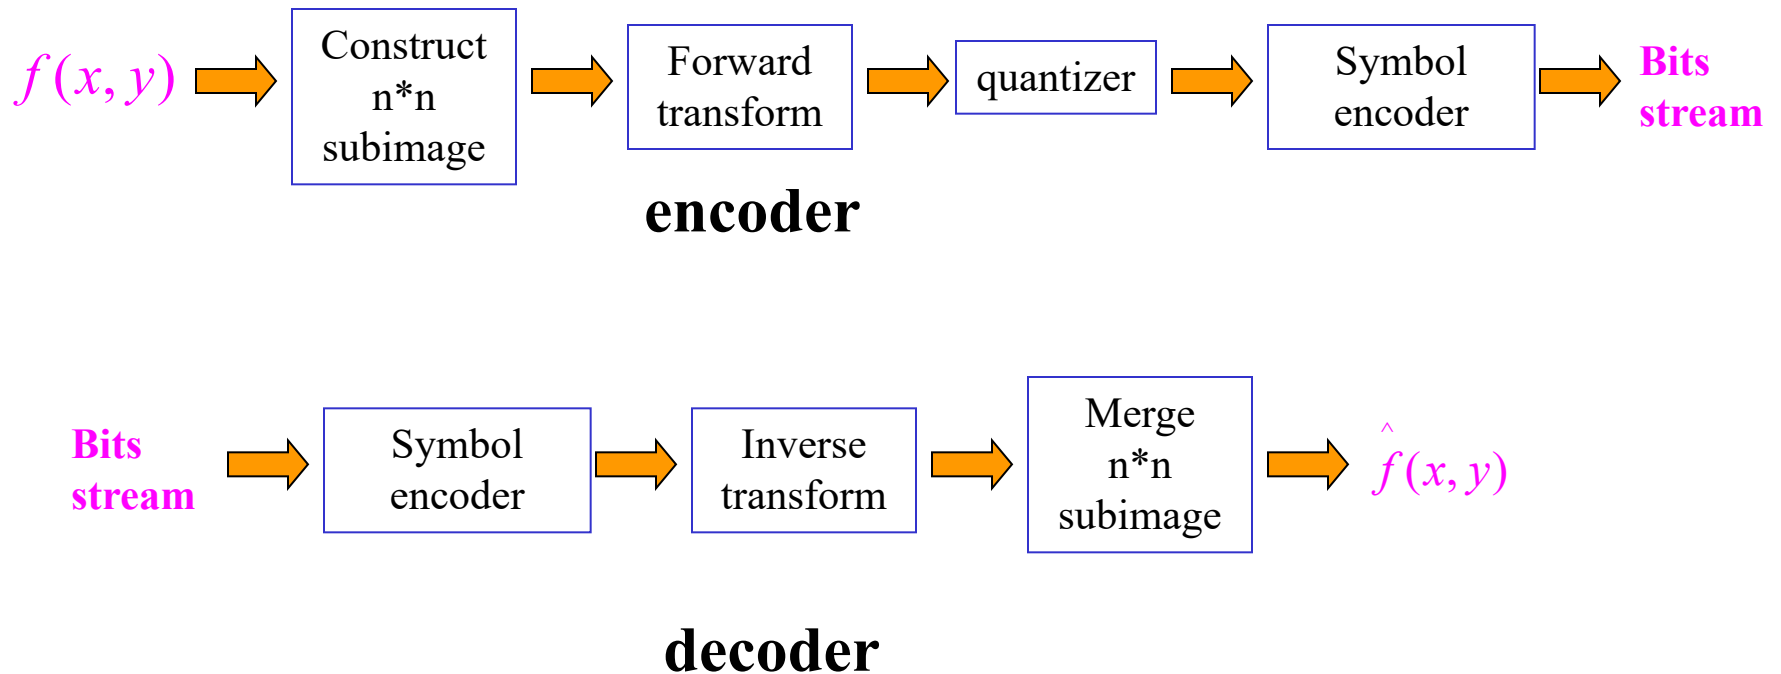 f(x, y)
Construct
n*n
subimage
Forward
transform
quantizer
Symbol
encoder
Bits
stream
encoder
Bits
stream
Symbol
encoder
Inverse
transform
Merge
n*n
subimage
f̂(x, y)
decoder